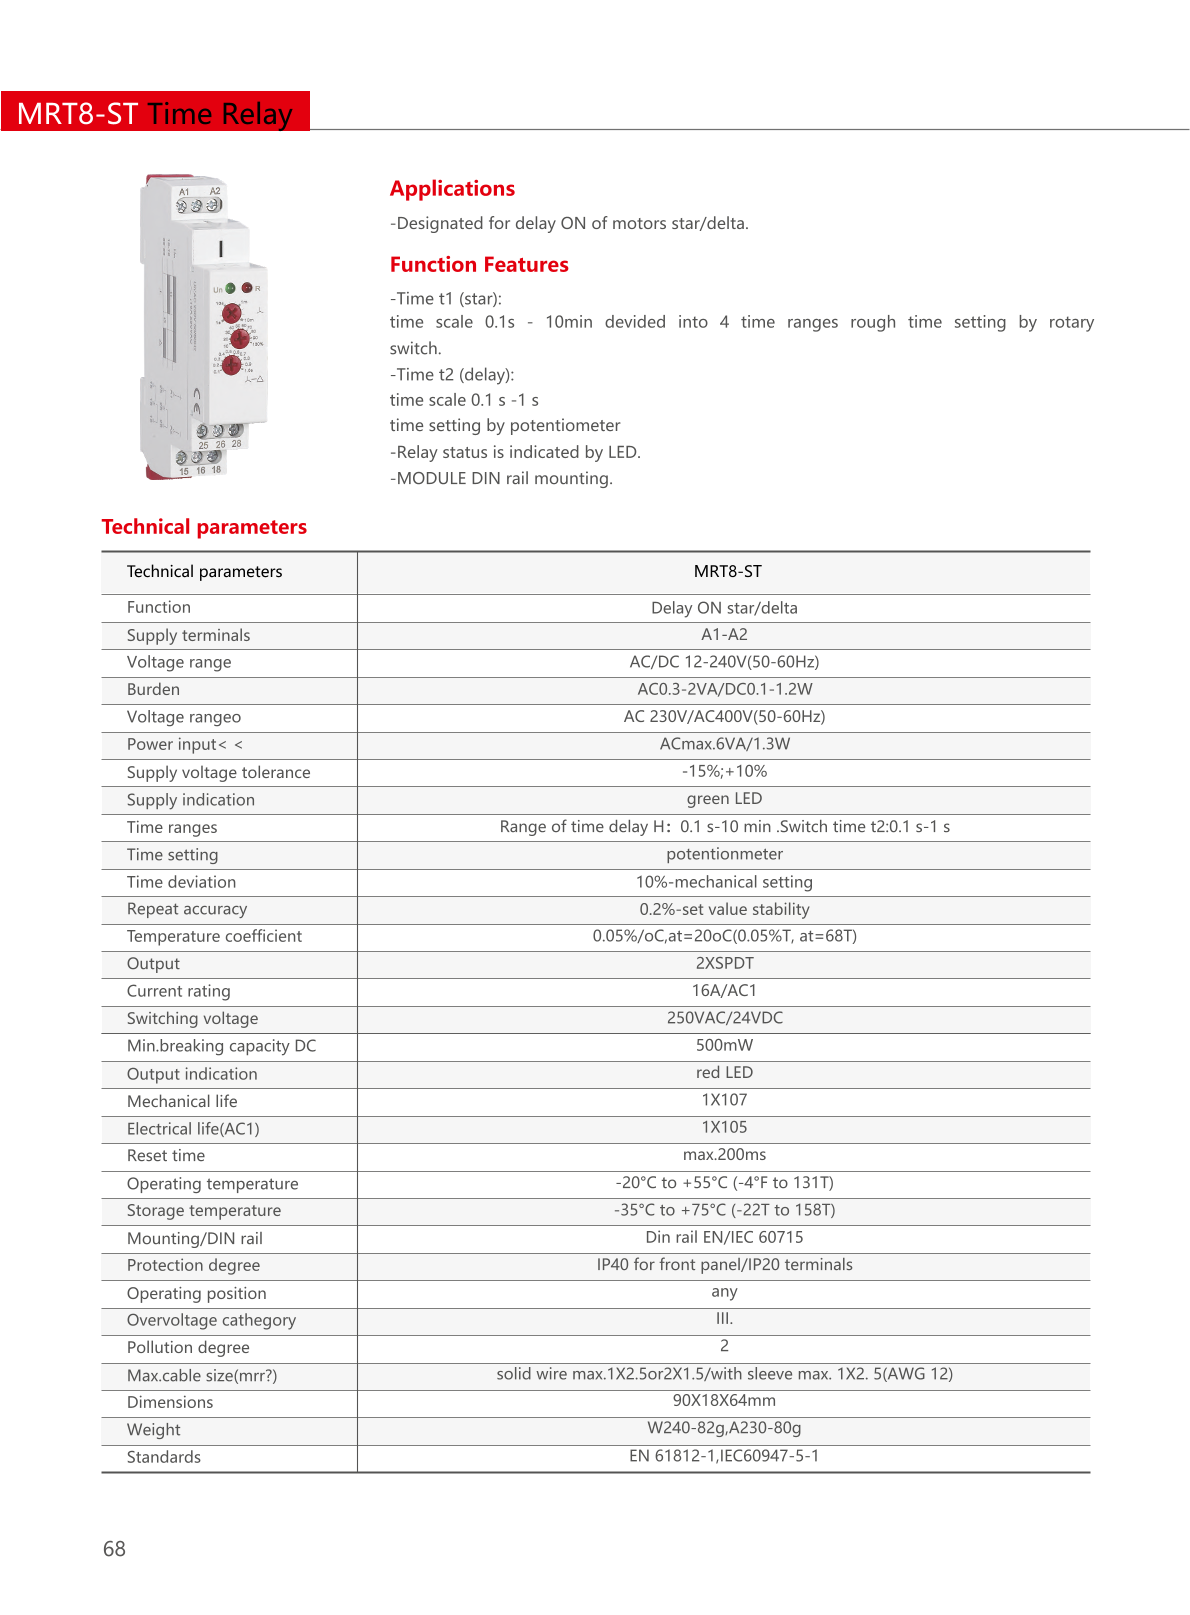 MRT8-ST Time Relay
A1 A2
Un R
25 26 28
15 16 18
Applications
-Designated for delay ON of motors star/delta.
Function Features
-Time t1 (star):
time scale 0.1s - 10min devided into 4 time ranges rough time setting by rotary
switch.
-Time t2 (delay):
time scale 0.1 s -1 s
time setting by potentiometer
-Relay status is indicated by LED.
-MODULE DIN rail mounting.
Technical parameters
Technical parameters MRT8-ST
Function Delay ON star/delta
Supply terminals A1-A2
Voltage range AC/DC 12-240V(50-60Hz)
Burden AC0.3-2VA/DC0.1-1.2W
Voltage rangeo AC 230V/AC400V(50-60Hz)
Power input< < ACmax.6VA/1.3W
Supply voltage tolerance -15%;+10%
Supply indication green LED
Time ranges Range of time delay H：0.1 s-10 min .Switch time t2:0.1 s-1 s
Time setting potentionmeter
Time deviation 10%-mechanical setting
Repeat accuracy 0.2%-set value stability
Temperature coefficient 0.05%/oC,at=20oC(0.05%T, at=68T)
Output 2XSPDT
Current rating 16A/AC1
Switching voltage 250VAC/24VDC
Min.breaking capacity DC 500mW
Output indication red LED
Mechanical life 1X107
Electrical life(AC1) 1X105
Reset time max.200ms
Operating temperature -20°C to +55°C (-4°F to 131T)
Storage temperature -35°C to +75°C (-22T to 158T)
Mounting/DIN rail Din rail EN/IEC 60715
Protection degree IP40 for front panel/IP20 terminals
Operating position any
Overvoltage cathegory III.
Pollution degree 2
Max.cable size(mrr?) solid wire max.1X2.5or2X1.5/with sleeve max. 1X2. 5(AWG 12)
Dimensions 90X18X64mm
Weight W240-82g,A230-80g
Standards EN 61812-1,IEC60947-5-1
68